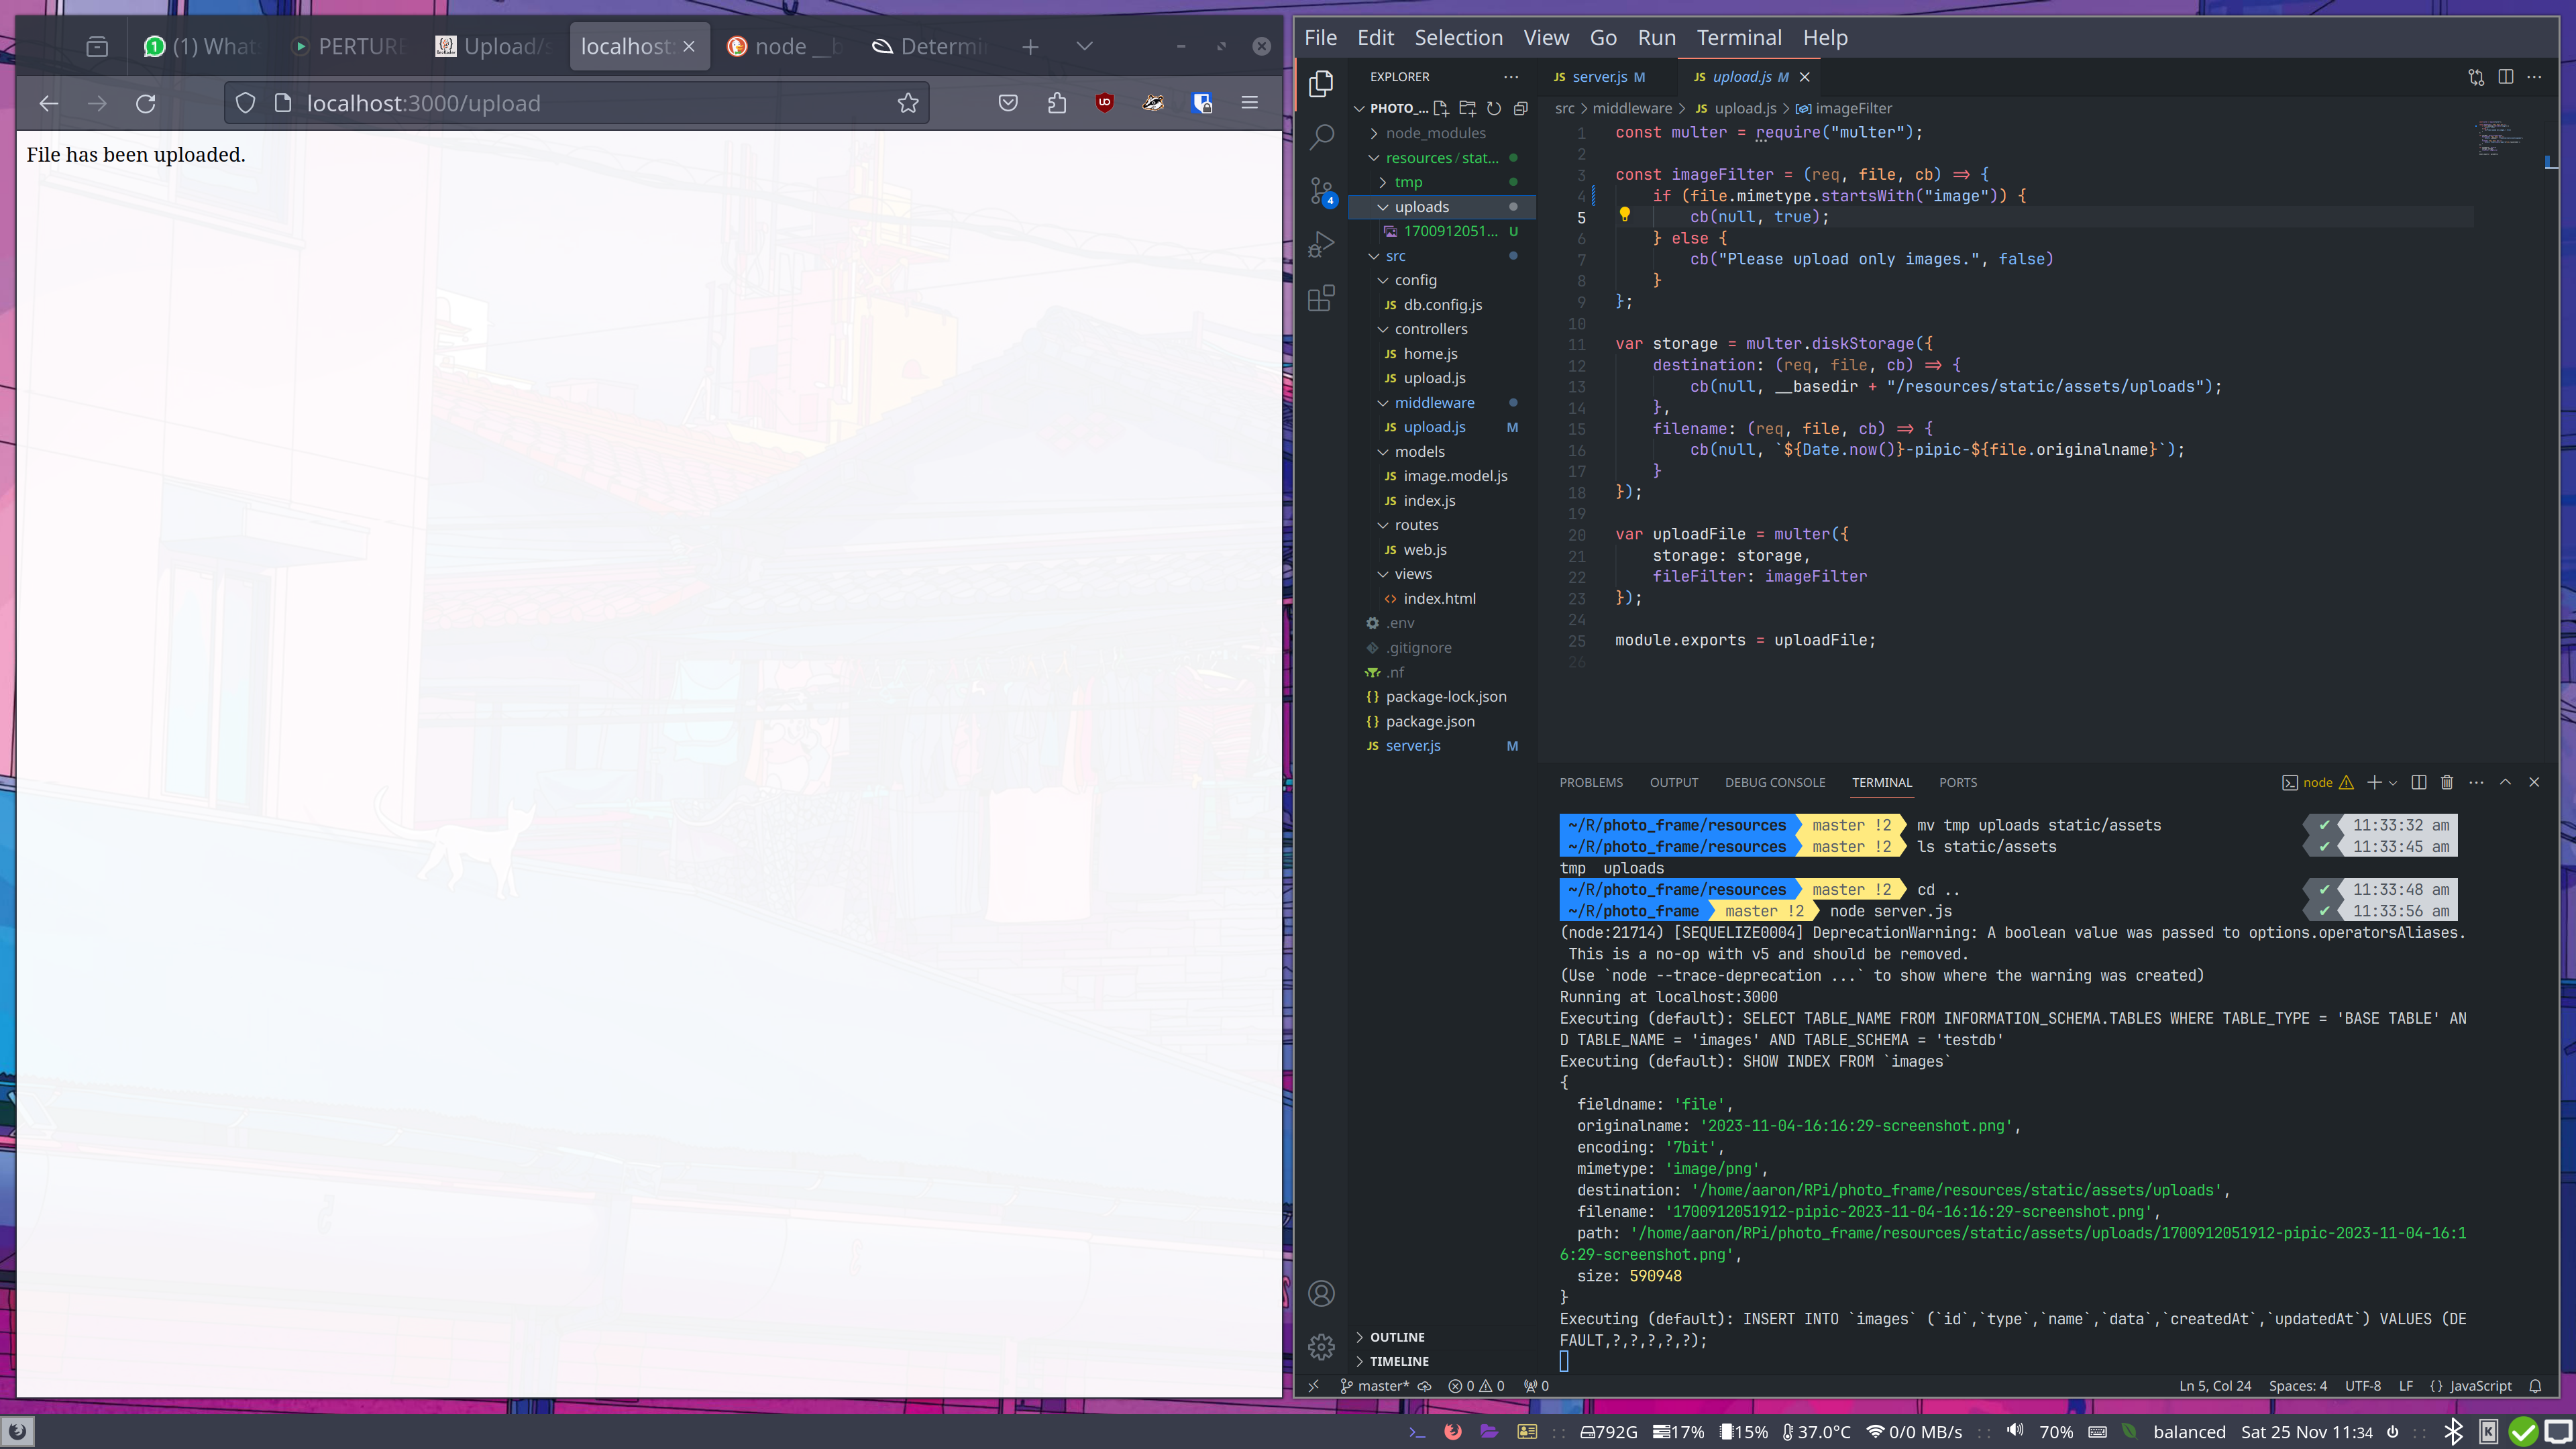 (1) What
PERTURE
Upload/s
localhost:
node __b
Determi
localhost:3000/upload
File has been uploaded.
File Edit Selection View Go Run Terminal Help
EXPLORER
PHOTO_...
node_modules
resources/stat...
tmp
uploads
1700912051... U
src
config
JS db.config.js
controllers
JS home.js
JS upload.js
middleware
JS upload.js M
models
JS image.model.js
JS index.js
routes
JS web.js
views
<> index.html
.env
.gitignore
.nf
{} package-lock.json
{} package.json
JS server.js M
OUTLINE
TIMELINE
JS server.js M
JS upload.js M
src > middleware > JS upload.js > imageFilter
1 const multer = require("multer");
2
3 const imageFilter = (req, file, cb) => {
4 if (file.mimetype.startsWith("image")) {
5 cb(null, true);
6 } else {
7 cb("Please upload only images.", false)
8 }
9 };
10
11 var storage = multer.diskStorage({
12 destination: (req, file, cb) => {
13 cb(null, __basedir + "/resources/static/assets/uploads");
14 },
15 filename: (req, file, cb) => {
16 cb(null, `${Date.now()}-pipic-${file.originalname}`);
17 }
18 });
19
20 var uploadFile = multer({
21 storage: storage,
22 fileFilter: imageFilter
23 });
24
25 module.exports = uploadFile;
26
PROBLEMS OUTPUT DEBUG CONSOLE TERMINAL PORTS
node
~/R/photo_frame/resources master !2 mv tmp uploads static/assets ✔ 11:33:32 am
~/R/photo_frame/resources master !2 ls static/assets ✔ 11:33:45 am
tmp uploads
~/R/photo_frame/resources master !2 cd .. ✔ 11:33:48 am
~/R/photo_frame master !2 node server.js ✔ 11:33:56 am
(node:21714) [SEQUELIZE0004] DeprecationWarning: A boolean value was passed to options.operatorsAliases.
This is a no-op with v5 and should be removed.
(Use `node --trace-deprecation ...` to show where the warning was created)
Running at localhost:3000
Executing (default): SELECT TABLE_NAME FROM INFORMATION_SCHEMA.TABLES WHERE TABLE_TYPE = 'BASE TABLE' AN
D TABLE_NAME = 'images' AND TABLE_SCHEMA = 'testdb'
Executing (default): SHOW INDEX FROM `images`
{
fieldname: 'file',
originalname: '2023-11-04-16:16:29-screenshot.png',
encoding: '7bit',
mimetype: 'image/png',
destination: '/home/aaron/RPi/photo_frame/resources/static/assets/uploads',
filename: '1700912051912-pipic-2023-11-04-16:16:29-screenshot.png',
path: '/home/aaron/RPi/photo_frame/resources/static/assets/uploads/1700912051912-pipic-2023-11-04-16:1
6:29-screenshot.png',
size: 590948
}
Executing (default): INSERT INTO `images` (`id`,`type`,`name`,`data`,`createdAt`,`updatedAt`) VALUES (DE
FAULT,?,?,?,?,?);
master* 0 0 0
Ln 5, Col 24 Spaces: 4 UTF-8 LF {} JavaScript
792G 17% 15% 37.0°C 0/0 MB/s 70% balanced Sat 25 Nov 11:34